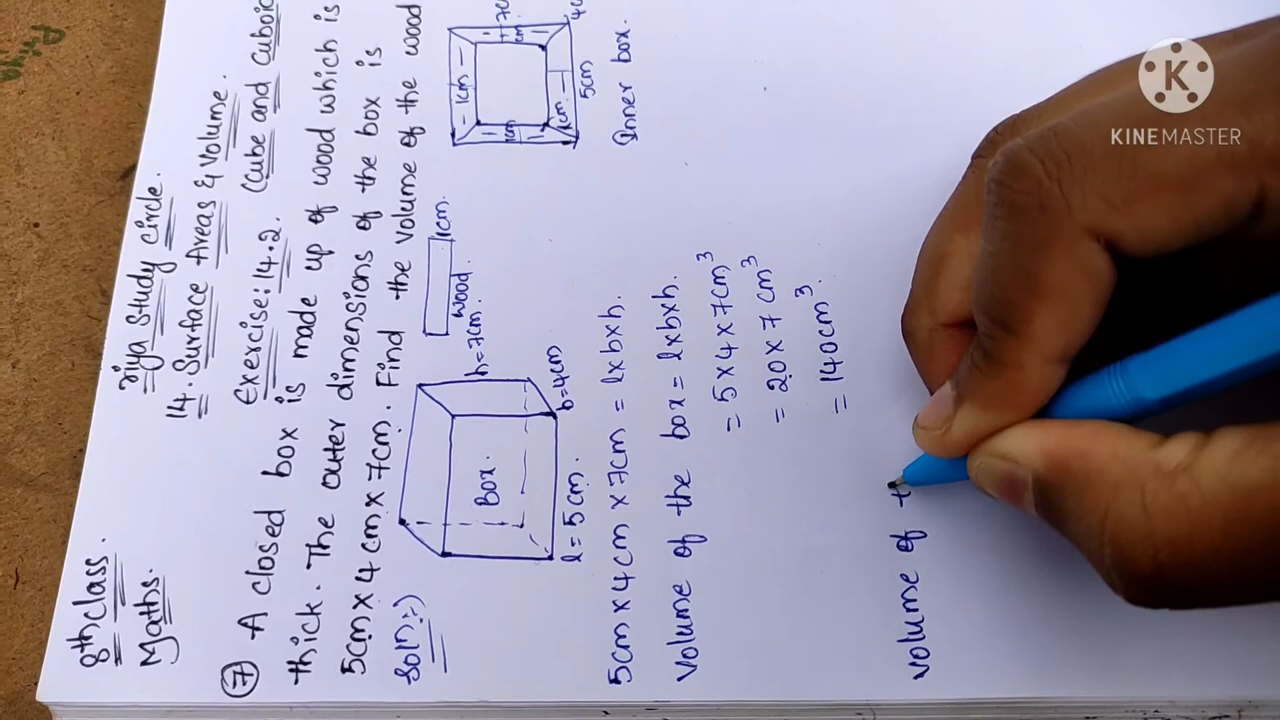 8th class.
Maths.
riya study circle.
14. Surface Areas & Volume.
Exercise: 14.2. (Cube and Cuboid
7 A closed box is made up of wood which is
thick. The outer dimensions of the box is
5cm x 4cm x 7cm. Find the volume of the wood
Soln:-)
Box.
l = 5cm.
b=4cm
h=7cm.
wood.
1cm.
1cm
1cm
1cm.
5cm
Inner box.
5cm x 4cm x 7cm = lxbxh.
Volume of the box = lxbxh.
= 5 x 4 x 7cm³
= 20 x 7 cm³
= 140cm³.
Volume of t
KINEMASTER